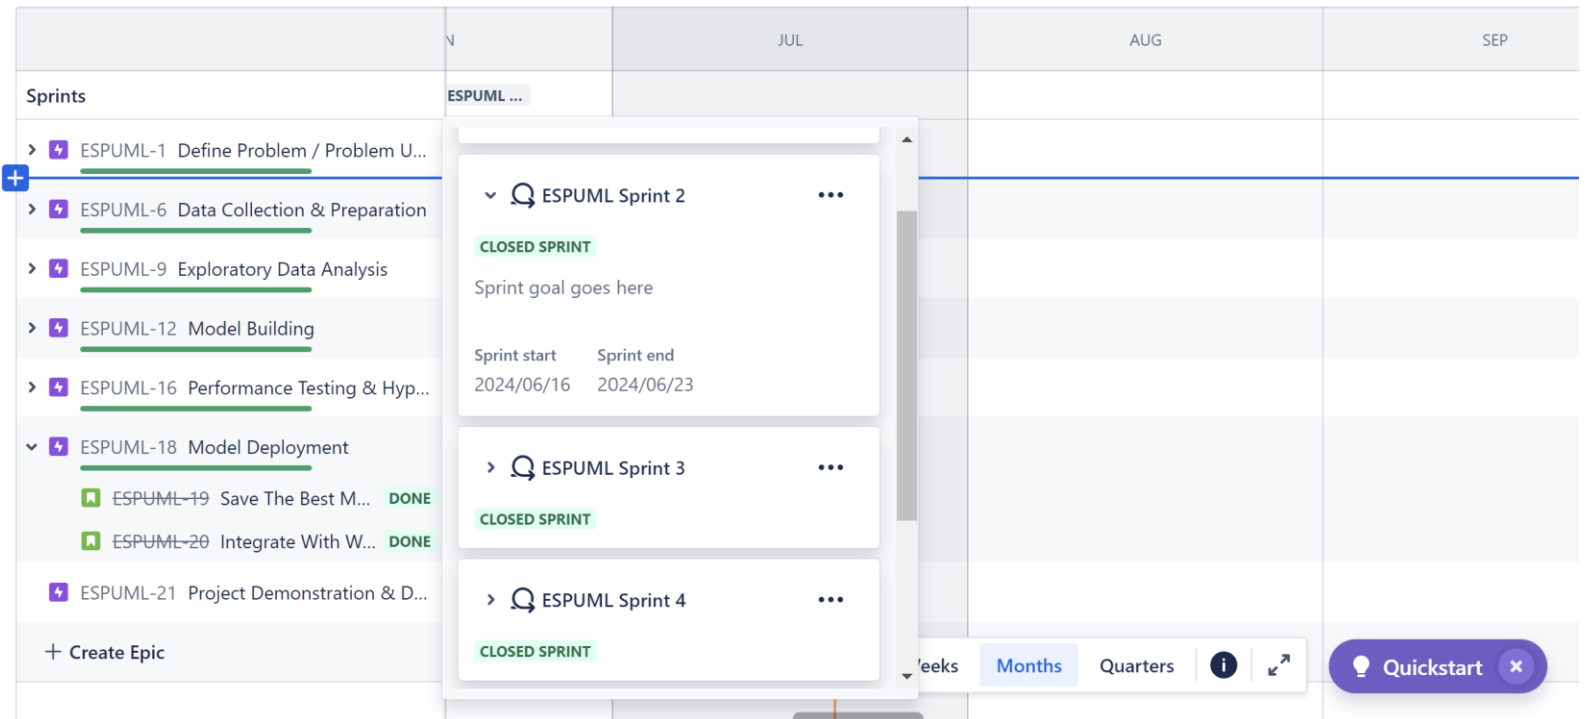 N
JUL
AUG
SEP
Sprints
ESPUML ...
ESPUML-1 Define Problem / Problem U...
ESPUML-6 Data Collection & Preparation
ESPUML-9 Exploratory Data Analysis
ESPUML-12 Model Building
ESPUML-16 Performance Testing & Hyp...
ESPUML-18 Model Deployment
ESPUML-19 Save The Best M... DONE
ESPUML-20 Integrate With W... DONE
ESPUML-21 Project Demonstration & D...
+ Create Epic
ESPUML Sprint 2
CLOSED SPRINT
Sprint goal goes here
Sprint start Sprint end
2024/06/16 2024/06/23
ESPUML Sprint 3
CLOSED SPRINT
ESPUML Sprint 4
CLOSED SPRINT
eeks Months Quarters
Quickstart